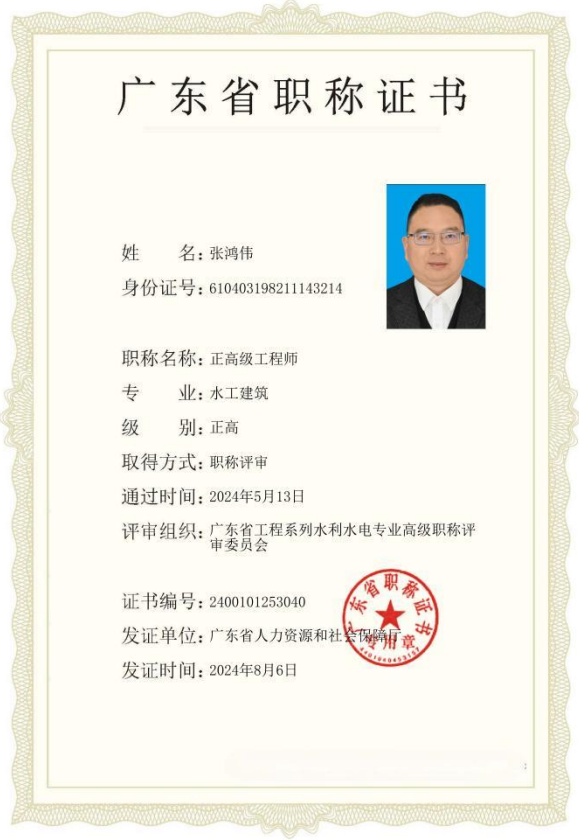 广东省职称证书
姓 名：张鸿伟
身份证号：610403198211143214
职称名称：正高级工程师
专 业：水工建筑
级 别：正高
取得方式：职称评审
通过时间：2024年5月13日
评审组织：广东省工程系列水利水电专业高级职称评
审委员会
证书编号：2400101253040
发证单位：广东省人力资源和社会保障厅
发证时间：2024年8月6日
广东省职称证书
专用章